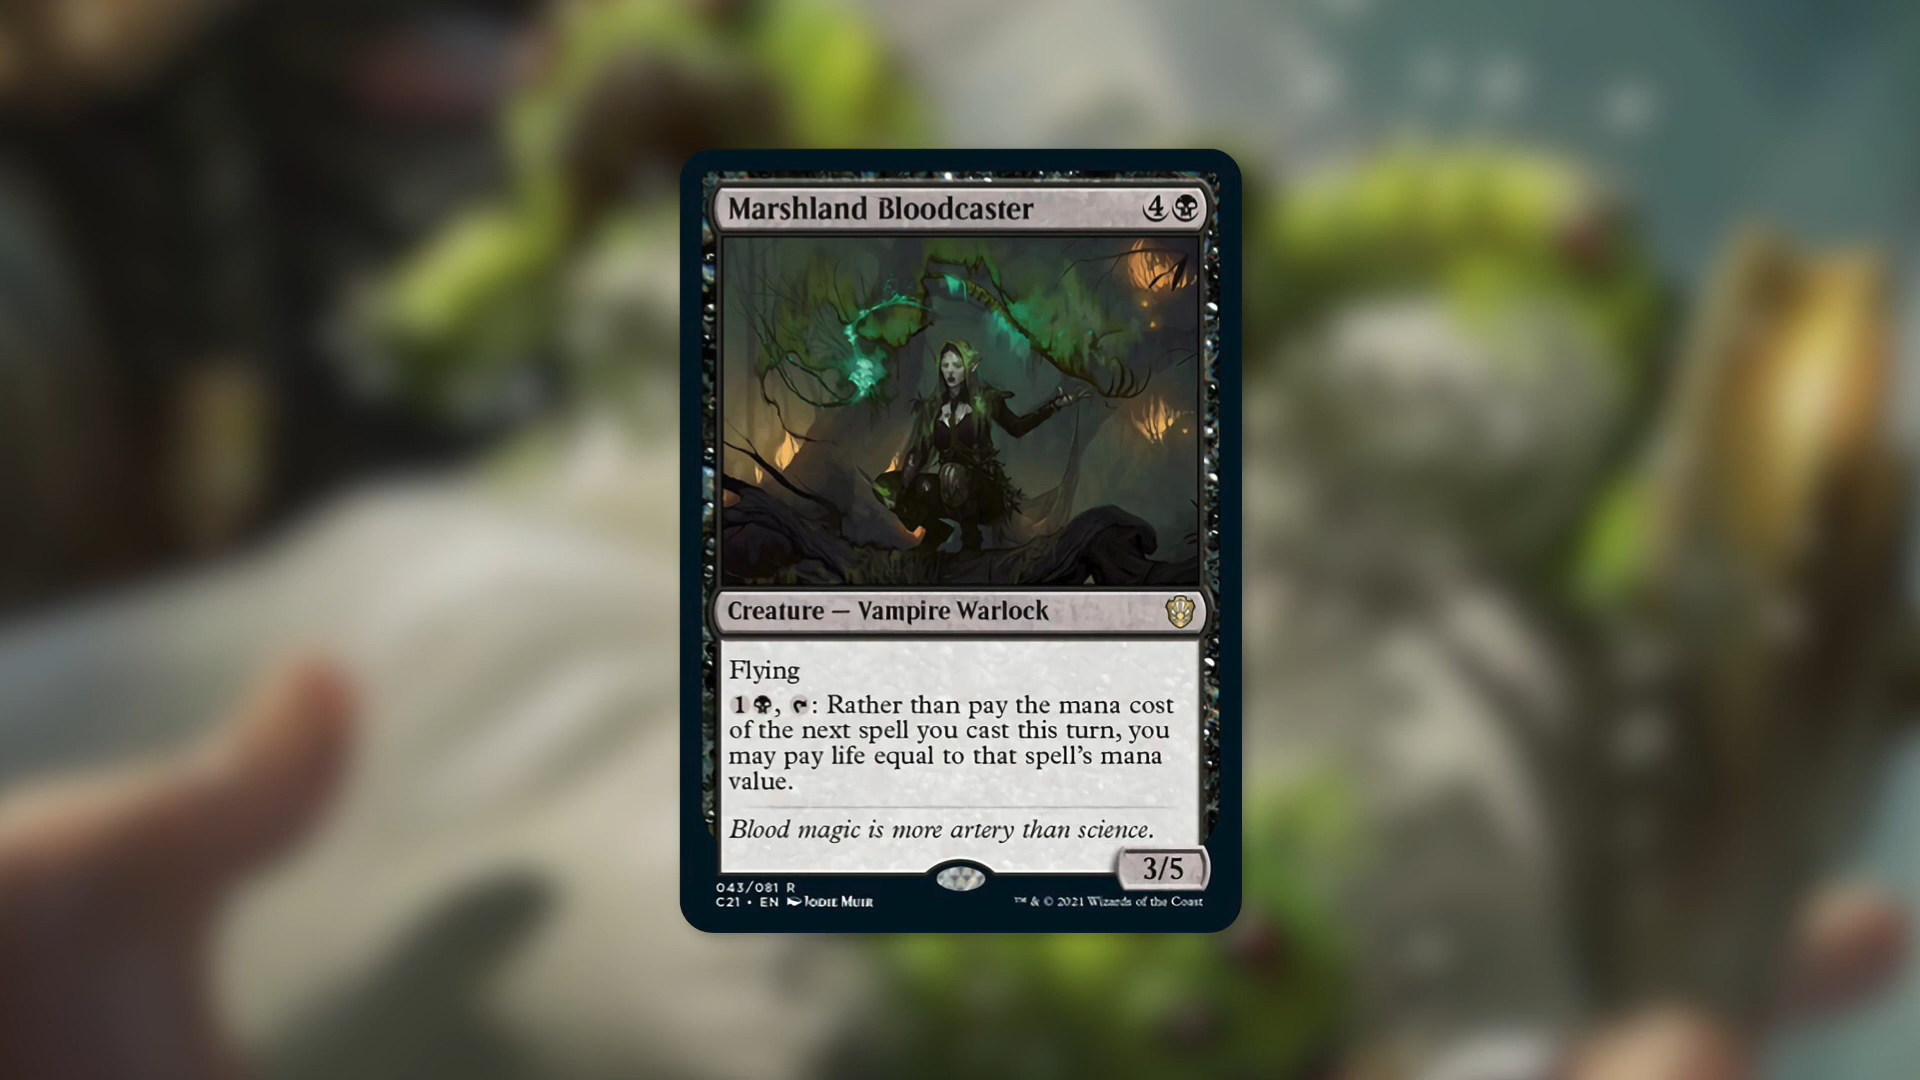 Marshland Bloodcaster 4
Creature — Vampire Warlock
Flying
1, : Rather than pay the mana cost
of the next spell you cast this turn, you
may pay life equal to that spell's mana
value.
Blood magic is more artery than science.
3/5
043/081 R
C21 • EN Jodie Muir
™ & © 2021 Wizards of the Coast